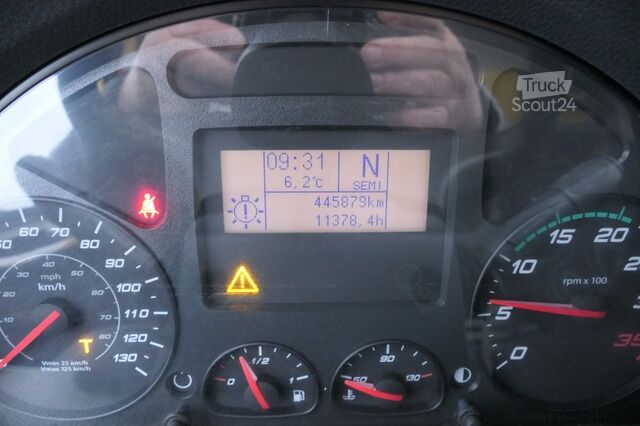 Truck
Scout24
09:31
N
6,2°C
SEMI
445879km
11378,4h
70
80
90
100
110
120
130
mph
km/h
T
Vmin 25 km/h
Vmax 125 km/h
0
5
10
15
20
rpm x 100
0
1/2
1
50
90
130